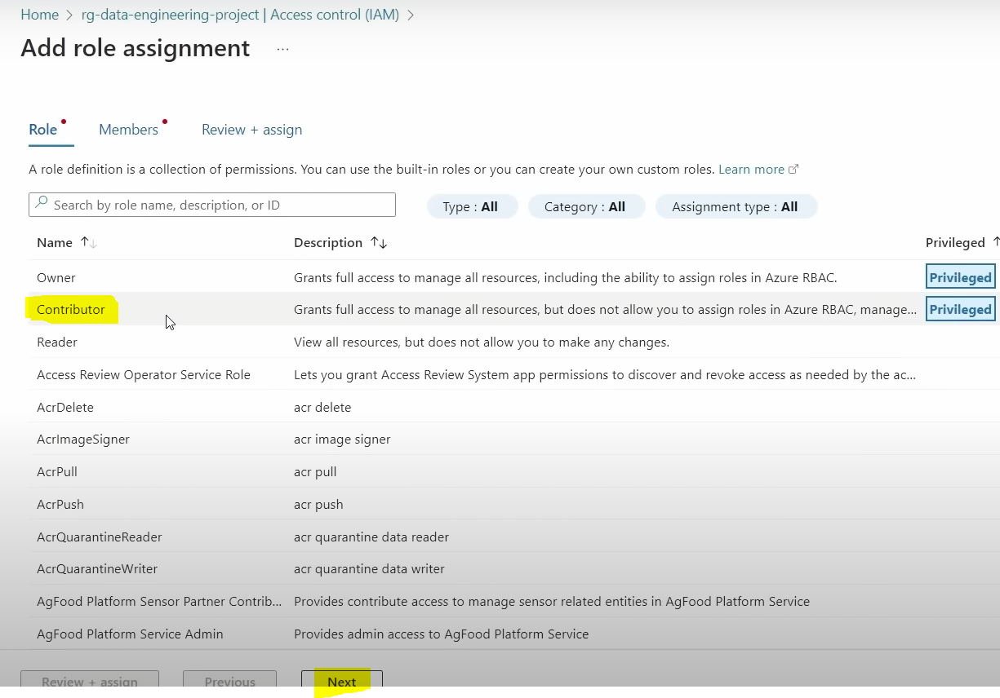 Home > rg-data-engineering-project | Access control (IAM) >
Add role assignment ...
Role Members Review + assign
A role definition is a collection of permissions. You can use the built-in roles or you can create your own custom roles. Learn more
Search by role name, description, or ID Type : All Category : All Assignment type : All
Name ↑↓ Description ↑↓ Privileged ↑
Owner Grants full access to manage all resources, including the ability to assign roles in Azure RBAC. Privileged
Contributor Grants full access to manage all resources, but does not allow you to assign roles in Azure RBAC, manage... Privileged
Reader View all resources, but does not allow you to make any changes.
Access Review Operator Service Role Lets you grant Access Review System app permissions to discover and revoke access as needed by the ac...
AcrDelete acr delete
AcrImageSigner acr image signer
AcrPull acr pull
AcrPush acr push
AcrQuarantineReader acr quarantine data reader
AcrQuarantineWriter acr quarantine data writer
AgFood Platform Sensor Partner Contrib... Provides contribute access to manage sensor related entities in AgFood Platform Service
AgFood Platform Service Admin Provides admin access to AgFood Platform Service
Review + assign Previous Next